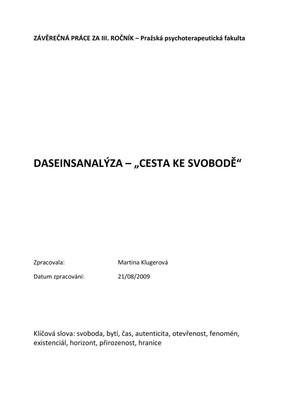 ZÁVĚREČNÁ PRÁCE ZA III. ROČNÍK – Pražská psychoterapeutická fakulta
DASEINSANALÝZA – „CESTA KE SVOBODĚ“
Zpracovala: Martina Klugerová
Datum zpracování: 21/08/2009
Klíčová slova: svoboda, bytí, čas, autenticita, otevřenost, fenomén,
existenciál, horizont, přirozenost, hranice